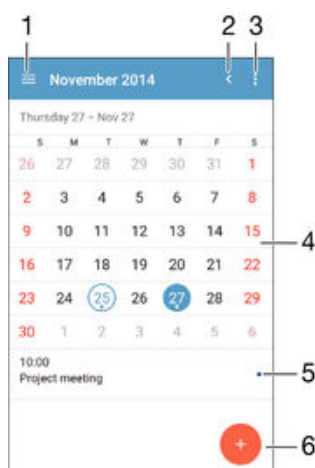 1 2 3
November 2014
Thursday 27 – Nov 27
S M T W T F S
26 27 28 29 30 31 1
2 3 4 5 6 7 8
9 10 11 12 13 14 15
4
16 17 18 19 20 21 22
23 24 25 26 27 28 29
30 1 2 3 4 5 6
10:00
Project meeting
5
+ 6